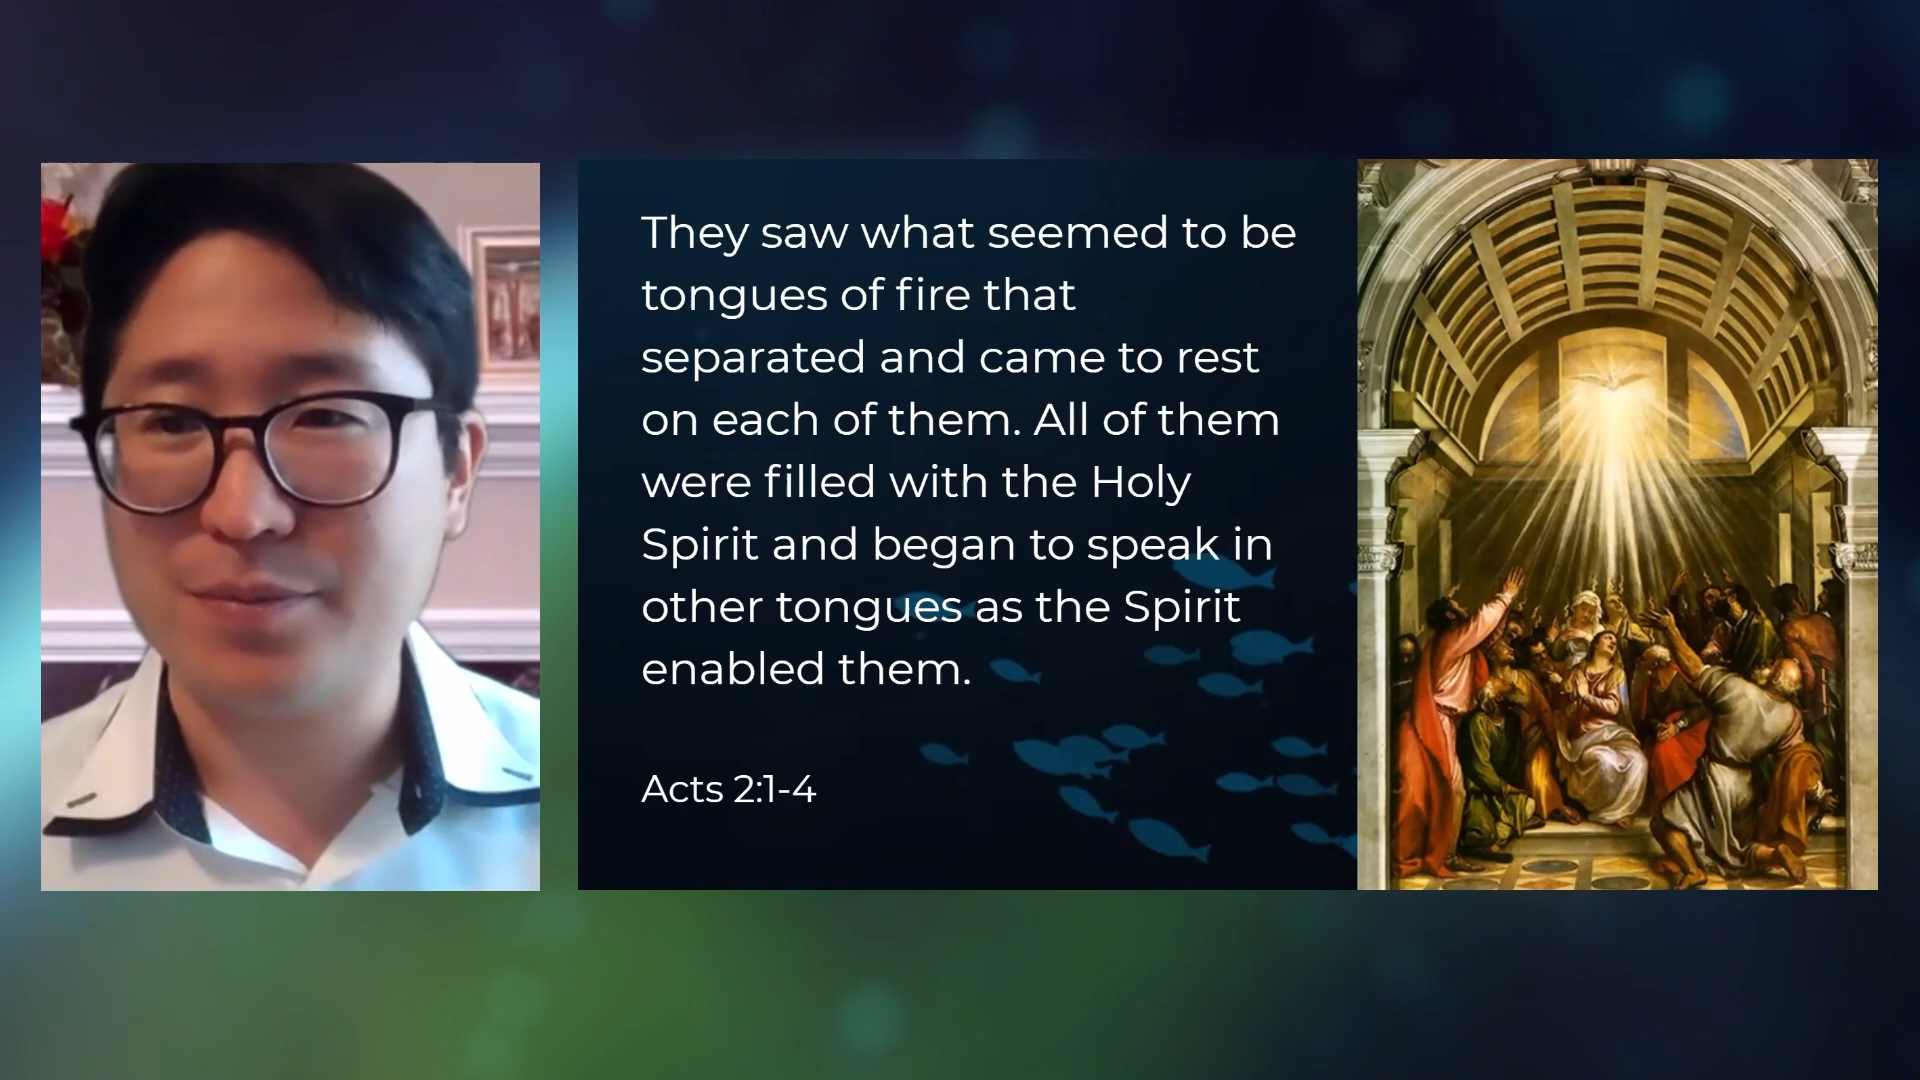 They saw what seemed to be
tongues of fire that
separated and came to rest
on each of them. All of them
were filled with the Holy
Spirit and began to speak in
other tongues as the Spirit
enabled them.
Acts 2:1-4